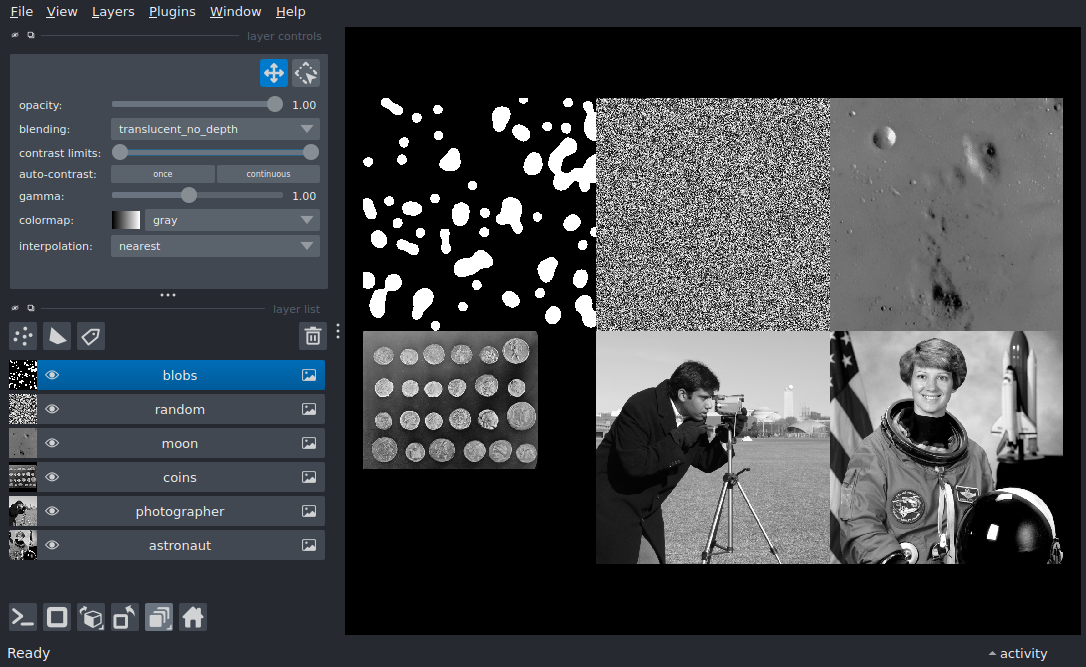 File View Layers Plugins Window Help
layer controls
opacity: 1.00
blending: translucent_no_depth
contrast limits:
auto-contrast: once continuous
gamma: 1.00
colormap: gray
interpolation: nearest
layer list
blobs
random
moon
coins
photographer
astronaut
Ready
activity